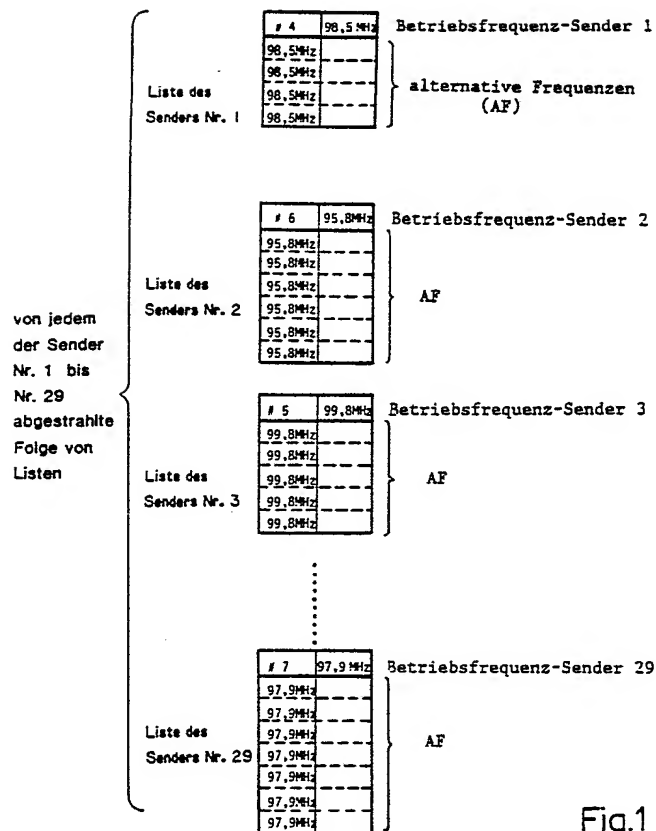 # 4 98,5 MHz Betriebsfrequenz-Sender 1
98,5MHz
98,5MHz
98,5MHz
98,5MHz
alternative Frequenzen
(AF)
Liste des
Senders Nr. 1
# 6 95,8MHz Betriebsfrequenz-Sender 2
95,8MHz
95,8MHz
95,8MHz
95,8MHz
95,8MHz
95,8MHz
AF
Liste des
Senders Nr. 2
von jedem
der Sender
Nr. 1 bis
Nr. 29
abgestrahlte
Folge von
Listen
# 5 99,8MHz Betriebsfrequenz-Sender 3
99,8MHz
99,8MHz
99,8MHz
99,8MHz
99,8MHz
AF
Liste des
Senders Nr. 3
# 7 97,9 MHz Betriebsfrequenz-Sender 29
97,9MHz
97,9MHz
97,9MHz
97,9MHz
97,9MHz
97,9MHz
97,9MHz
AF
Liste des
Senders Nr. 29
Fig.1